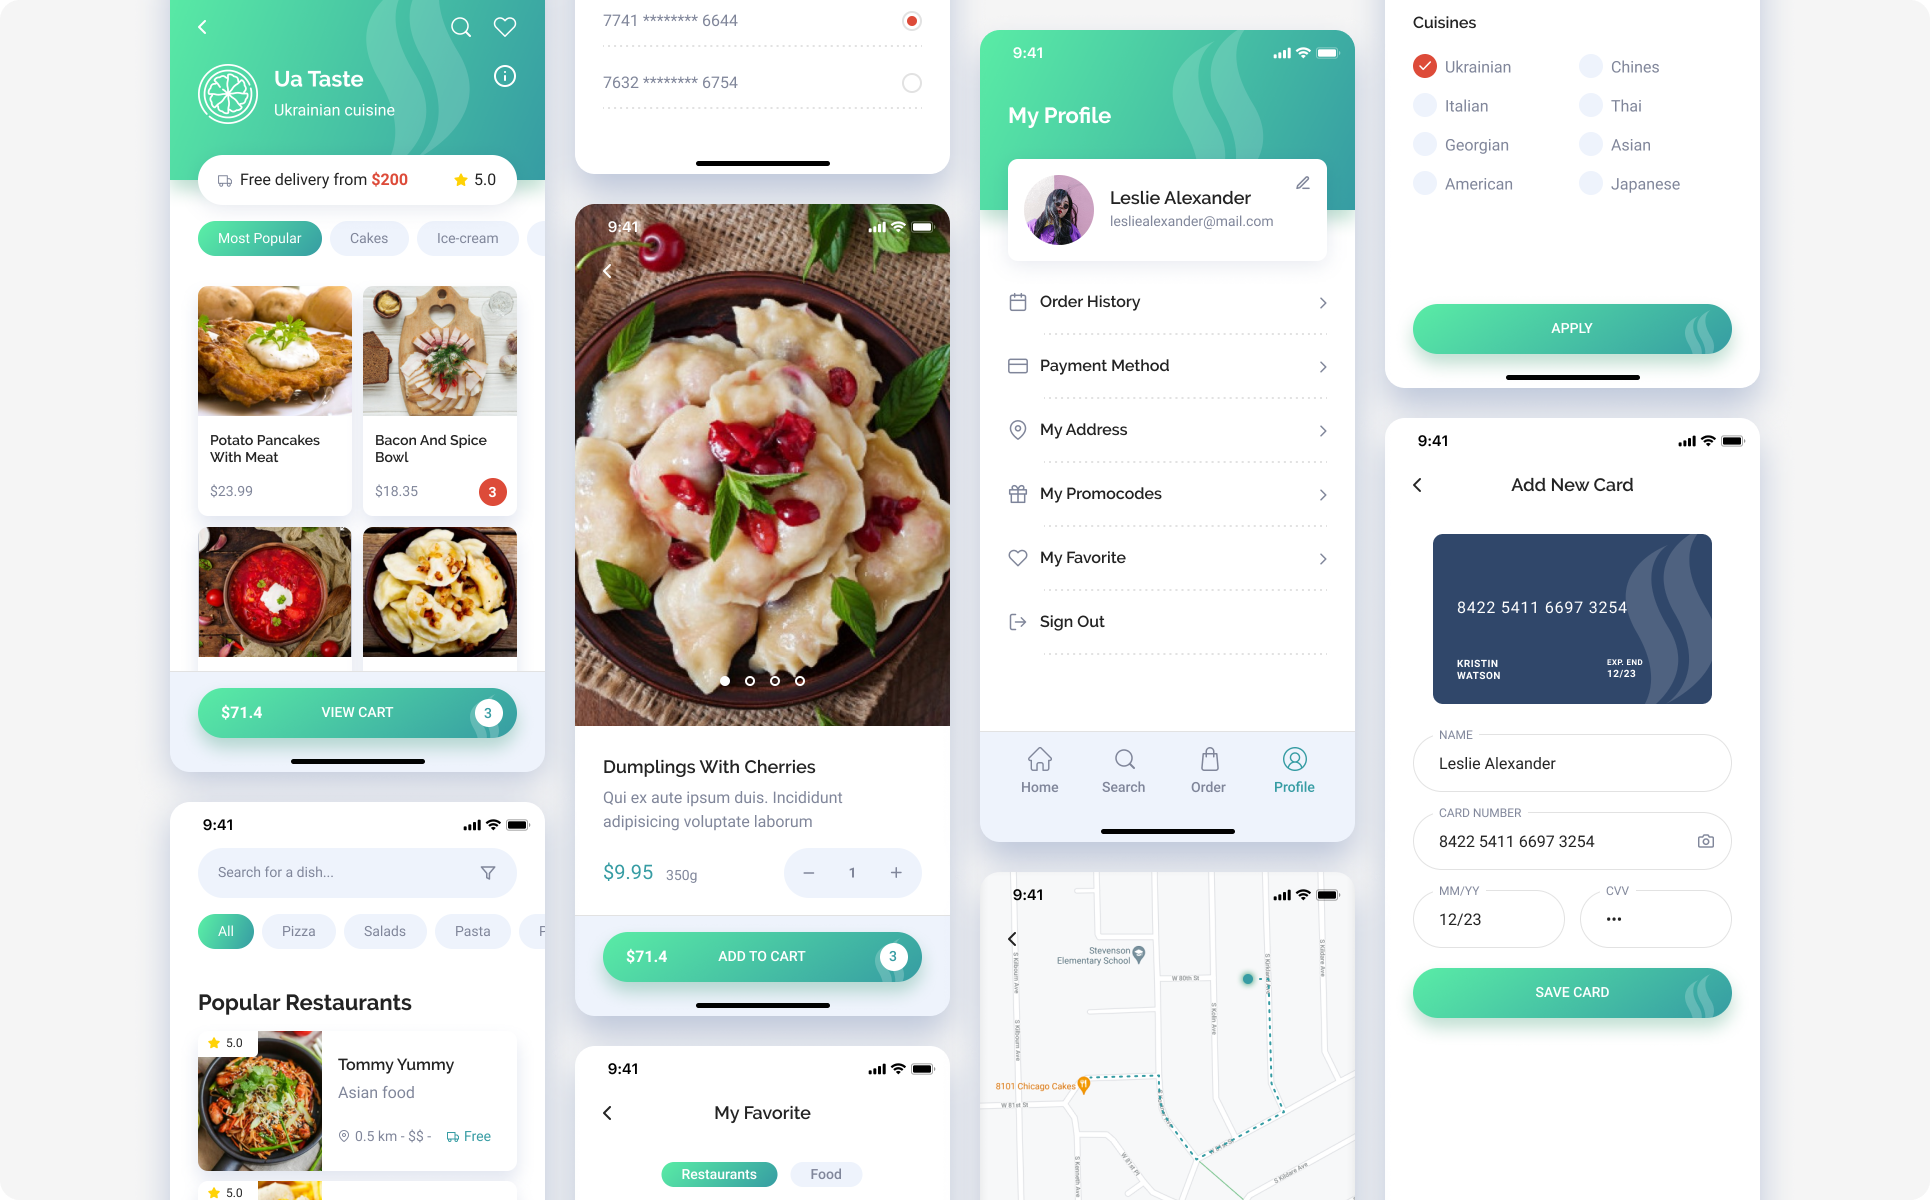 Ua Taste
Ukrainian cuisine
Free delivery from $200
5.0
Most Popular
Cakes
Ice-cream
Potato Pancakes
With Meat
$23.99
Bacon And Spice
Bowl
$18.35
3
$71.4
VIEW CART
3
9:41
Search for a dish...
All
Pizza
Salads
Pasta
Popular Restaurants
5.0
Tommy Yummy
Asian food
0.5 km - $$ -
Free
5.0
7741 ******** 6644
7632 ******** 6754
9:41
Dumplings With Cherries
Qui ex aute ipsum duis. Incididunt
adipisicing voluptate laborum
$9.95
350g
1
$71.4
ADD TO CART
3
9:41
My Favorite
Restaurants
Food
9:41
My Profile
Leslie Alexander
lesliealexander@mail.com
Order History
Payment Method
My Address
My Promocodes
My Favorite
Sign Out
Home
Search
Order
Profile
9:41
Stevenson
Elementary School
W 80th St
S Kilbourn Ave
S Kolin Ave
S Kirkland Ave
S Kildare Ave
S Kilbourn Ave
8101 Chicago Cakes
W 81st St
W 81st St
W 81st Pl
S Kenneth Ave
S Kildare Ave
Cuisines
Ukrainian
Chines
Italian
Thai
Georgian
Asian
American
Japanese
APPLY
9:41
Add New Card
8422 5411 6697 3254
KRISTIN
WATSON
EXP. END
12/23
NAME
Leslie Alexander
CARD NUMBER
8422 5411 6697 3254
MM/YY
12/23
CVV
•••
SAVE CARD